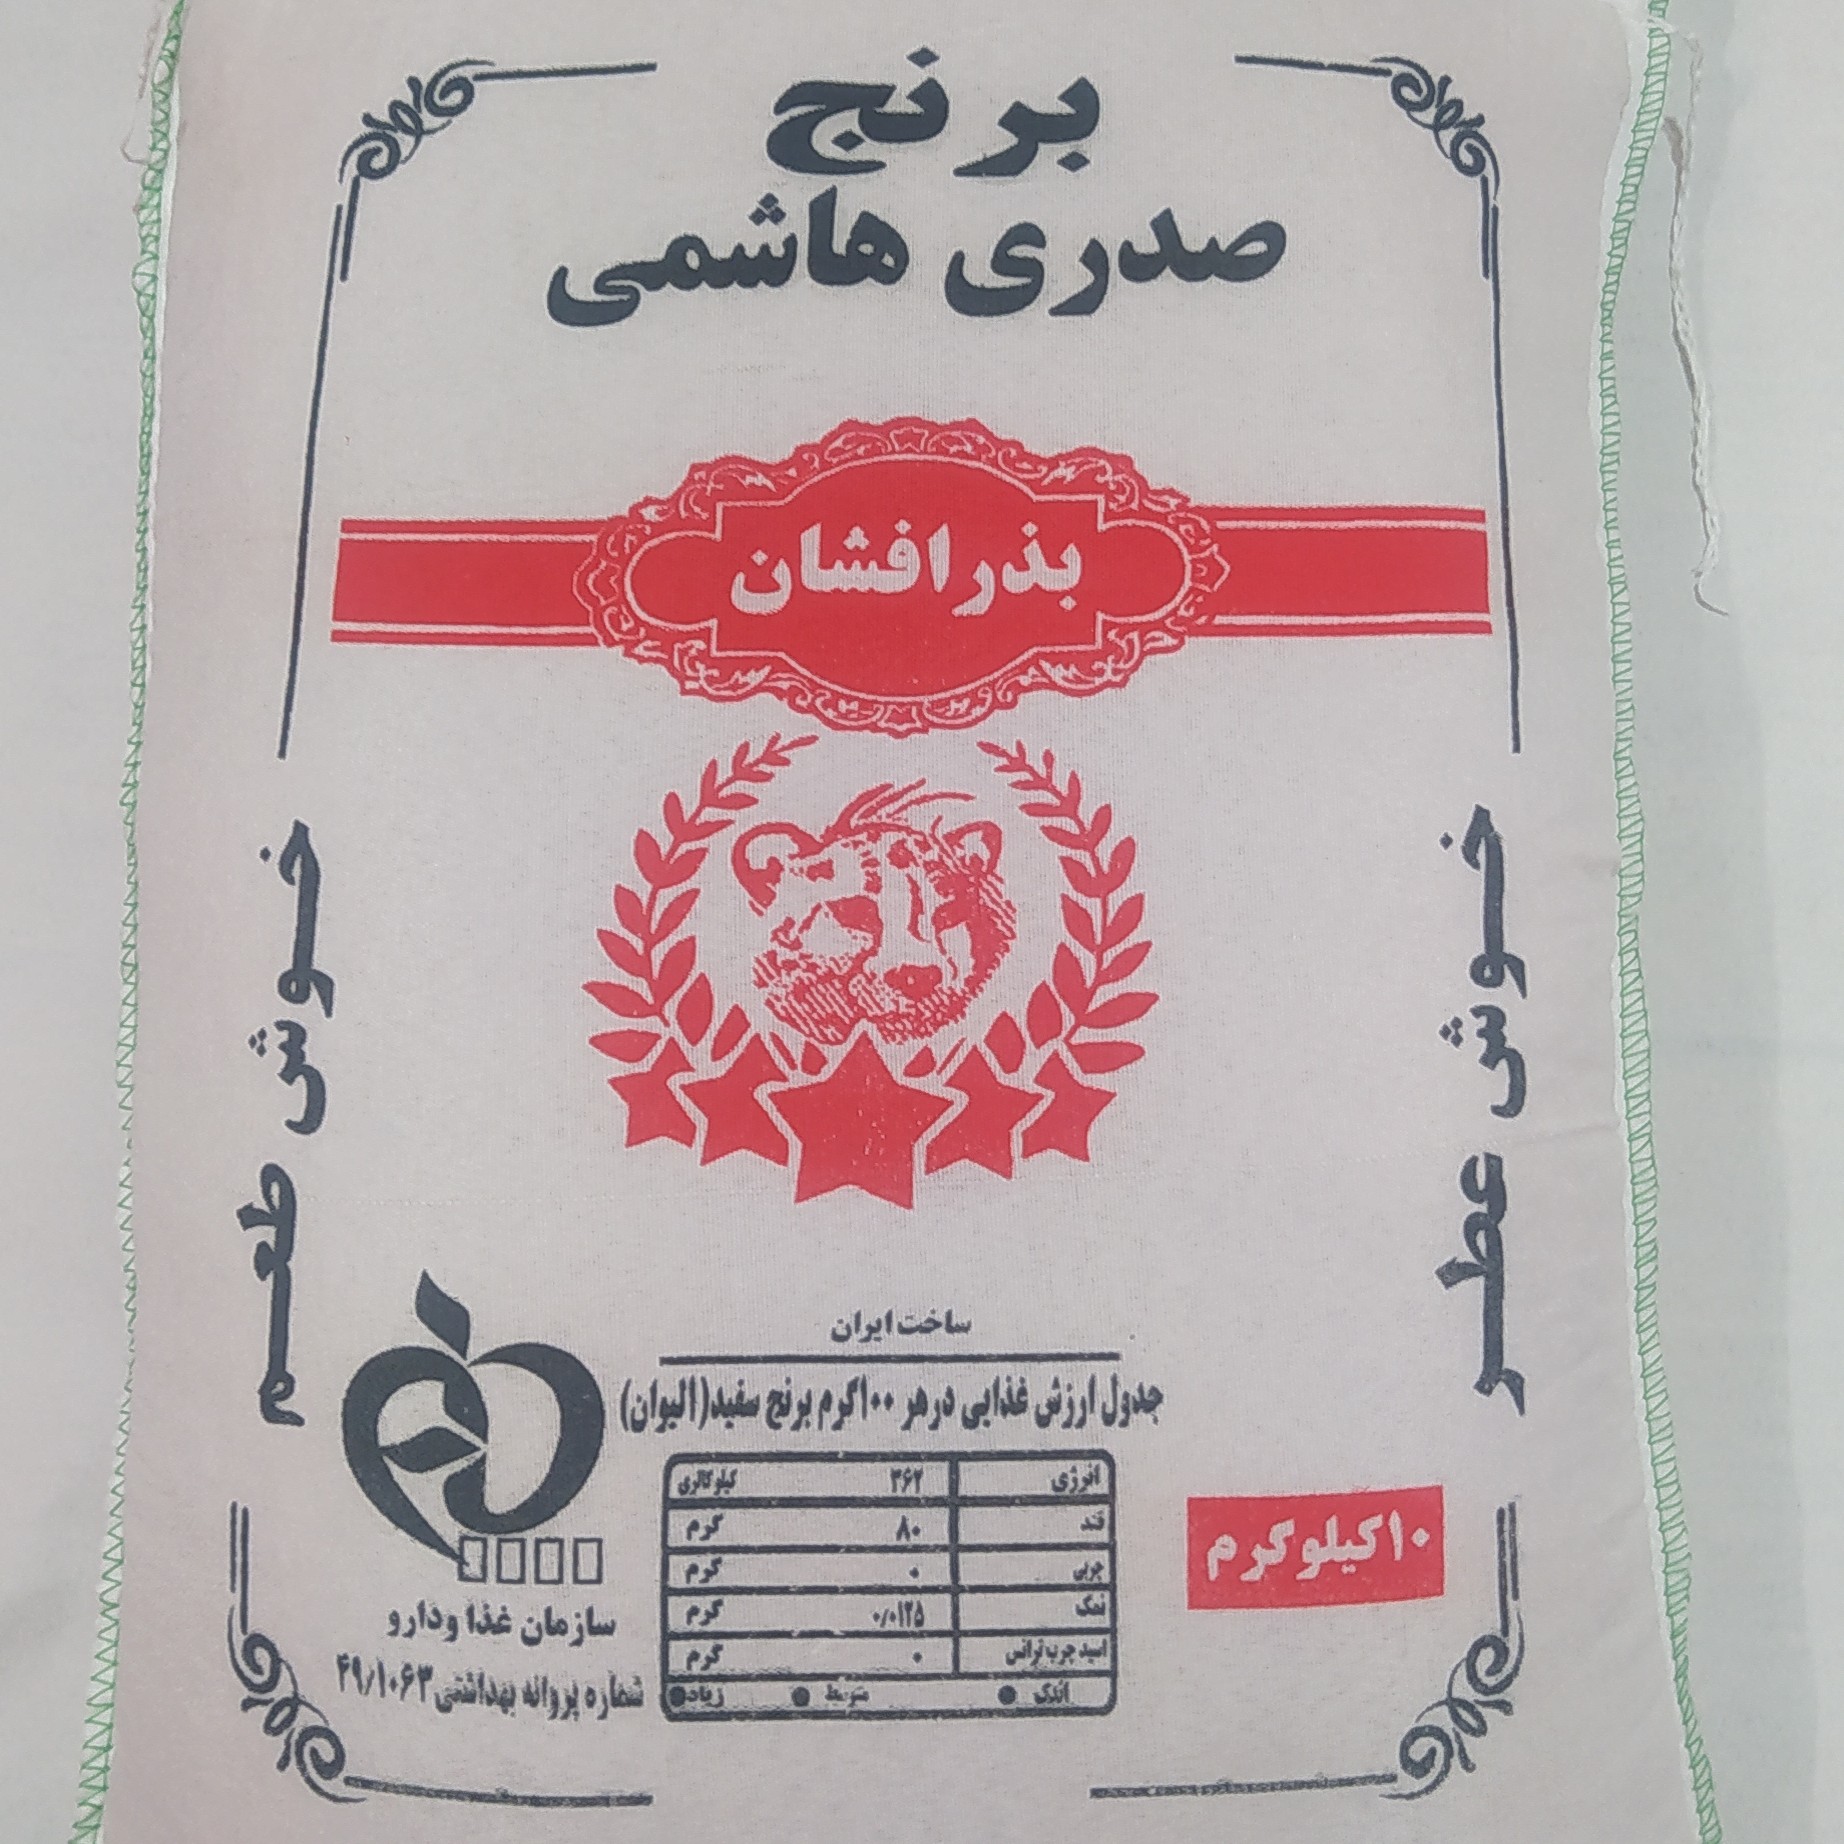 برنج
صدری هاشمی
بذرافشان
خوش عطر
خوش طعم
ساخت ایران
جدول ارزش غذایی درهر ۱۰۰گرم برنج سفید(الیوان)
انرژی ۳۶۲ کیلوکالری
قند ۸۰ گرم
چربی ۰ گرم
نمک ۰/۰۱۲۵ گرم
اسید چرب ترانس ۰ گرم
اندک متوسط زیاد
۱۰کیلوگرم
سازمان غذا ودارو
شماره پروانه بهداشتی ۴۹/۱۰۶۳